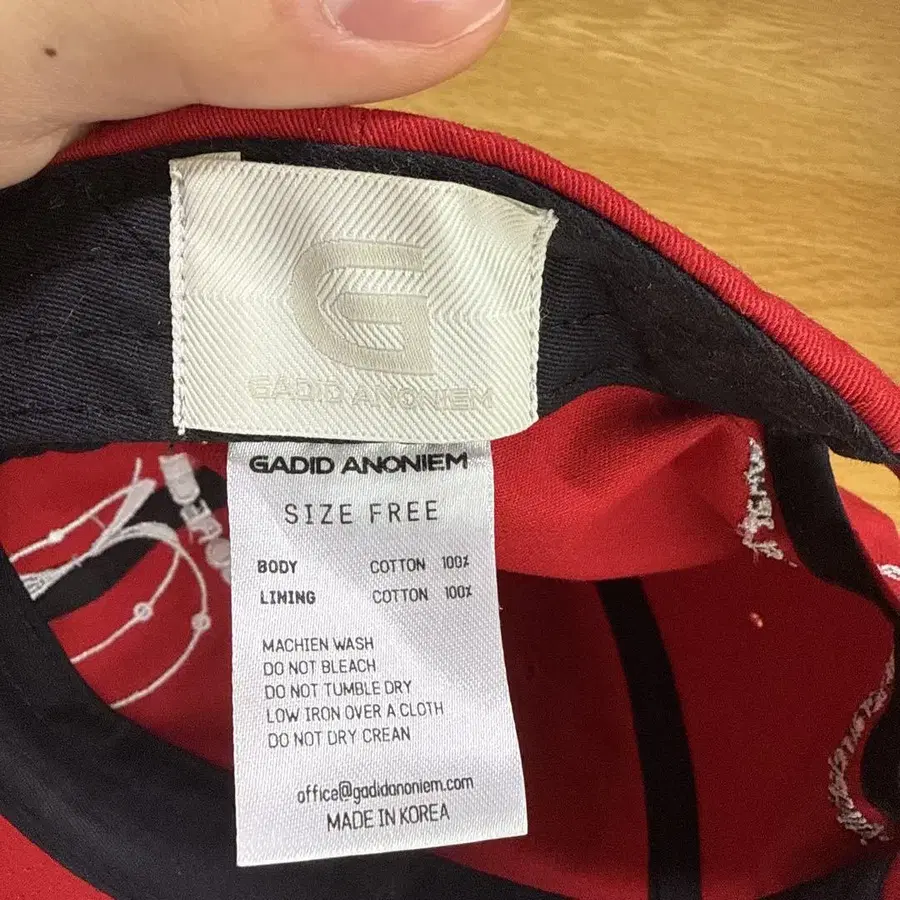 G
GADID ANONIEM
GADID ANONIEM
SIZE FREE
BODY COTTON 100%
LINING COTTON 100%
MACHIEN WASH
DO NOT BLEACH
DO NOT TUMBLE DRY
LOW IRON OVER A CLOTH
DO NOT DRY CREAN
office@gadidanoniem.com
MADE IN KOREA